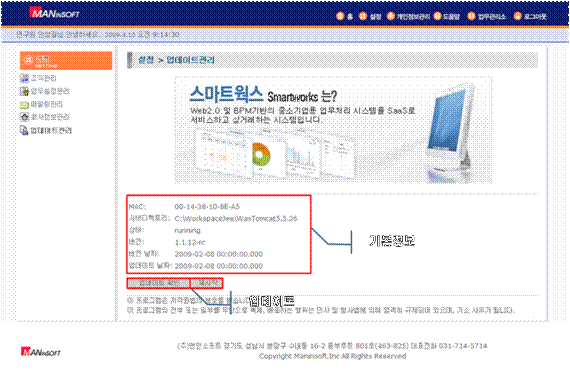 MANINSOFT
홈 설정 개인정보관리 도움말 업무관리소 로그아웃
연구원 안녕하세요. 2009.3.10 오전 9:14:30
설정
설정 > 업데이트관리
조직관리
업무설정관리
메일링관리
회사정보관리
업데이트관리
스마트웍스 Smartworks 는?
Web2.0 및 BPM기반의 중소기업용 업무처리 시스템를 SaaS로
서비스하고 상거래하는 시스템입니다.
MAC: 00-14-38-10-BE-A5
서버디렉토리: C:\WorkspaceJee\WasTomcat5.5.26
상태: running
버전: 1.1.12-rc
버전 날짜: 2009-02-08 00:00:00.000
업데이트 날짜: 2009-02-08 00:00:00.000
기본정보
업데이트 확인 재시작
업데이트
이 프로그램은 저작권법의 보호를 받습니다.
이 프로그램의 전부 또는 일부를 무단으로 복제, 배포하는 행위는 민사 및 형사법에 의해 엄격히 규제되어 있으며, 기소 사유가 됩니다.
MANINSOFT
(주)맨인소프트 경기도 성남시 분당구 수내동 16-2 동부루트 801호(463-825) 대표전화 031-714-5714
Copyright Maninsoft.Inc All Rights Reserved